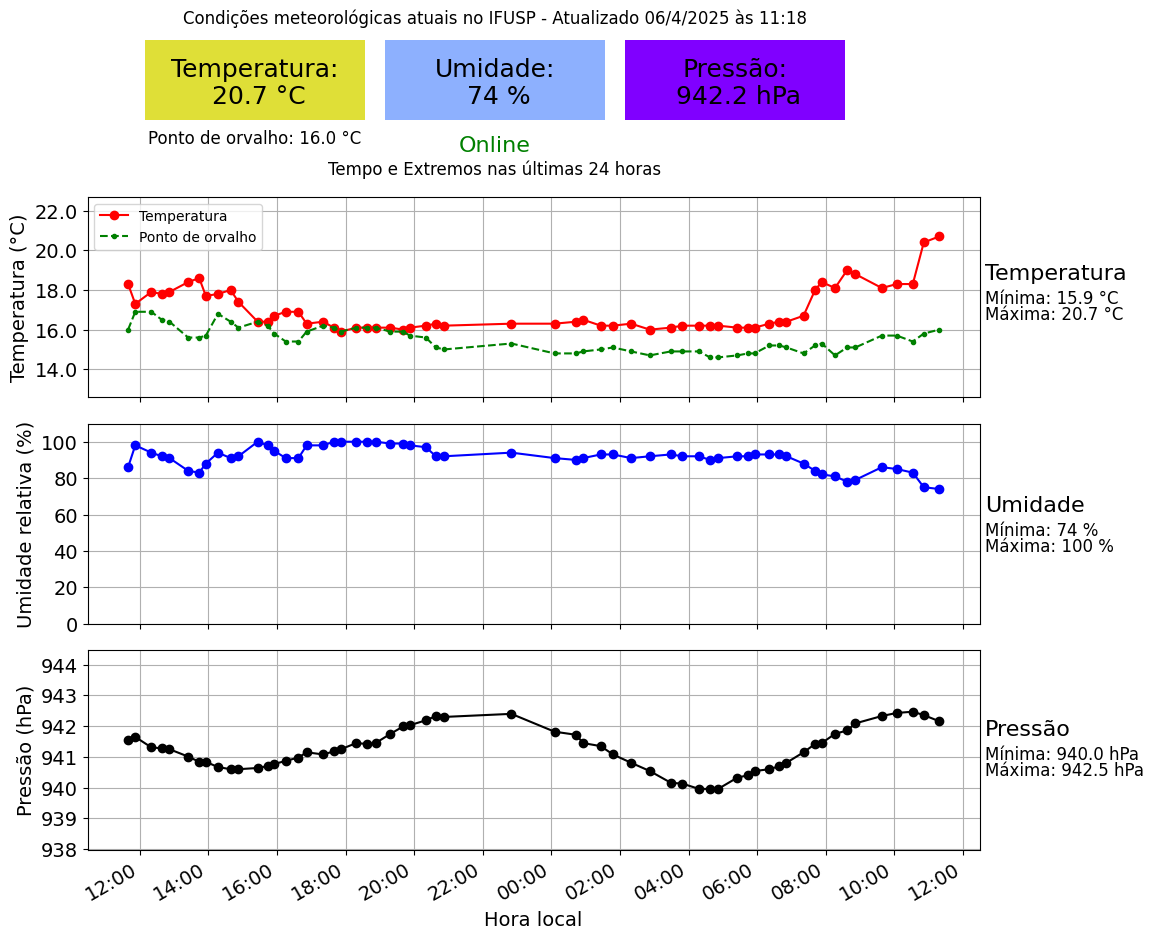 Condições meteorológicas atuais no IFUSP - Atualizado 06/4/2025 às 11:18
Temperatura:
20.7 °C
Umidade:
74 %
Pressão:
942.2 hPa
Ponto de orvalho: 16.0 °C
Online
Tempo e Extremos nas últimas 24 horas
Temperatura (°C)
22.0
20.0
18.0
16.0
14.0
Temperatura
Ponto de orvalho
Temperatura
Mínima: 15.9 °C
Máxima: 20.7 °C
Umidade relativa (%)
100
80
60
40
20
0
Umidade
Mínima: 74 %
Máxima: 100 %
Pressão (hPa)
944
943
942
941
940
939
938
Pressão
Mínima: 940.0 hPa
Máxima: 942.5 hPa
12:00 14:00 16:00 18:00 20:00 22:00 00:00 02:00 04:00 06:00 08:00 10:00 12:00
Hora local